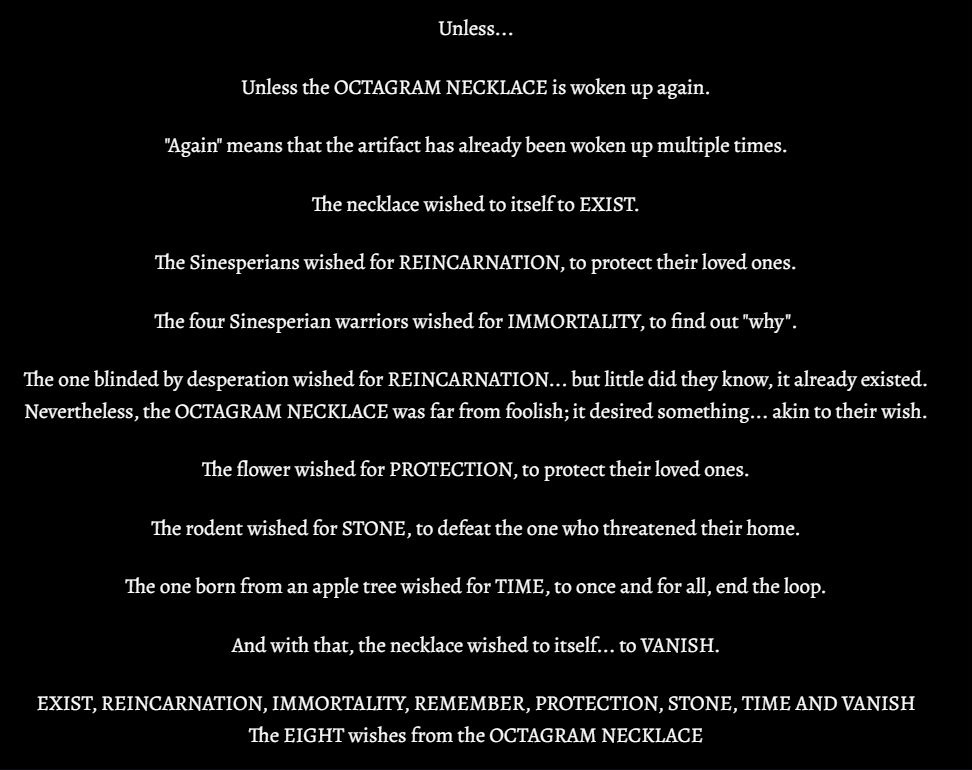 Unless...
Unless the OCTAGRAM NECKLACE is woken up again.
"Again" means that the artifact has already been woken up multiple times.
The necklace wished to itself to EXIST.
The Sinesperians wished for REINCARNATION, to protect their loved ones.
The four Sinesperian warriors wished for IMMORTALITY, to find out "why".
The one blinded by desperation wished for REINCARNATION... but little did they know, it already existed.
Nevertheless, the OCTAGRAM NECKLACE was far from foolish; it desired something... akin to their wish.
The flower wished for PROTECTION, to protect their loved ones.
The rodent wished for STONE, to defeat the one who threatened their home.
The one born from an apple tree wished for TIME, to once and for all, end the loop.
And with that, the necklace wished to itself... to VANISH.
EXIST, REINCARNATION, IMMORTALITY, REMEMBER, PROTECTION, STONE, TIME AND VANISH
The EIGHT wishes from the OCTAGRAM NECKLACE